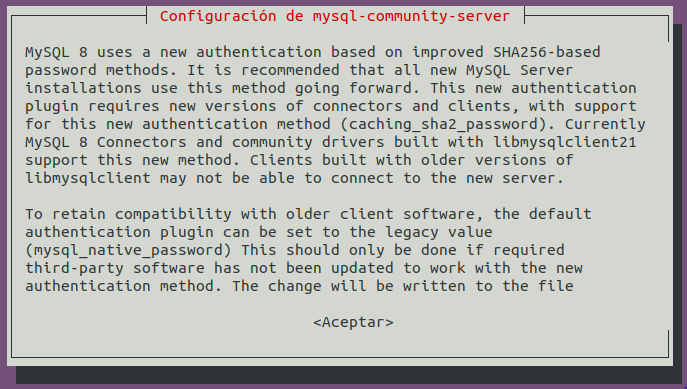 Configuración de mysql-community-server
MySQL 8 uses a new authentication based on improved SHA256-based
password methods. It is recommended that all new MySQL Server
installations use this method going forward. This new authentication
plugin requires new versions of connectors and clients, with support
for this new authentication method (caching_sha2_password). Currently
MySQL 8 Connectors and community drivers built with libmysqlclient21
support this new method. Clients built with older versions of
libmysqlclient may not be able to connect to the new server.
To retain compatibility with older client software, the default
authentication plugin can be set to the legacy value
(mysql_native_password) This should only be done if required
third-party software has not been updated to work with the new
authentication method. The change will be written to the file
<Aceptar>